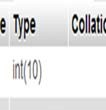 e Type Collatio
int(10)